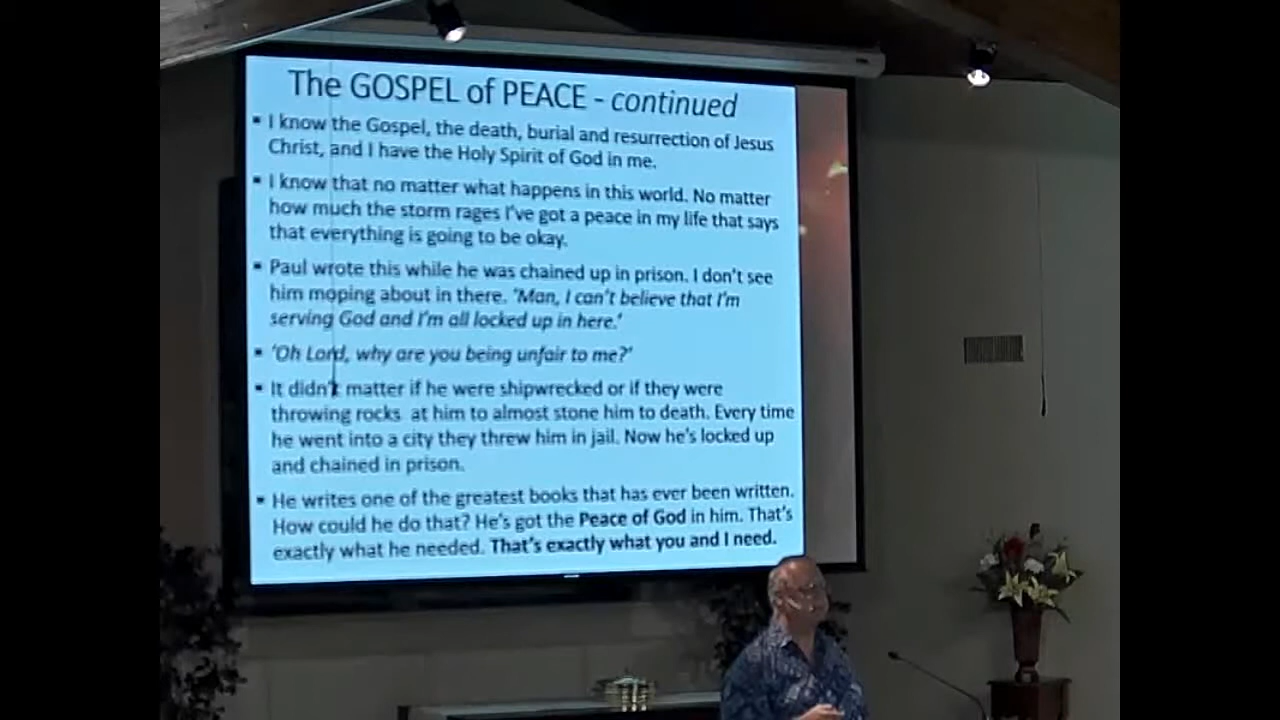 The GOSPEL of PEACE - continued
▪ I know the Gospel, the death, burial and resurrection of Jesus
Christ, and I have the Holy Spirit of God in me.
▪ I know that no matter what happens in this world. No matter
how much the storm rages I've got a peace in my life that says
that everything is going to be okay.
▪ Paul wrote this while he was chained up in prison. I don't see
him moping about in there. 'Man, I can't believe that I'm
serving God and I'm all locked up in here.'
▪ 'Oh Lord, why are you being unfair to me?'
▪ It didn't matter if he were shipwrecked or if they were
throwing rocks at him to almost stone him to death. Every time
he went into a city they threw him in jail. Now he's locked up
and chained in prison.
▪ He writes one of the greatest books that has ever been written.
How could he do that? He's got the Peace of God in him. That's
exactly what he needed. That's exactly what you and I need.